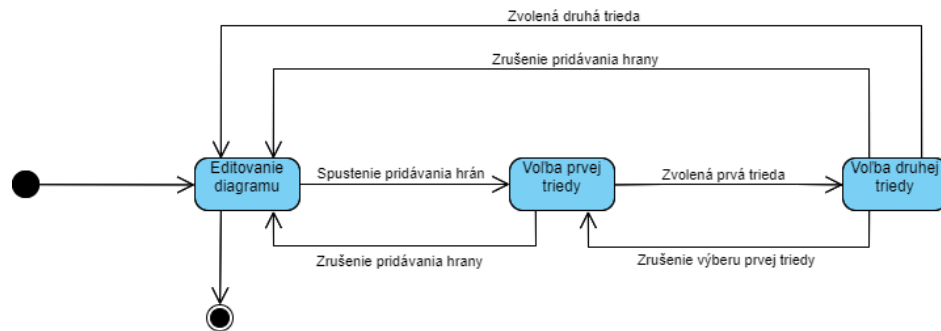 Zvolená druhá trieda
Zrušenie pridávania hrany
Editovanie
diagramu
Spustenie pridávania hrán
Voľba prvej
triedy
Zvolená prvá trieda
Voľba druhej
triedy
Zrušenie pridávania hrany
Zrušenie výberu prvej triedy